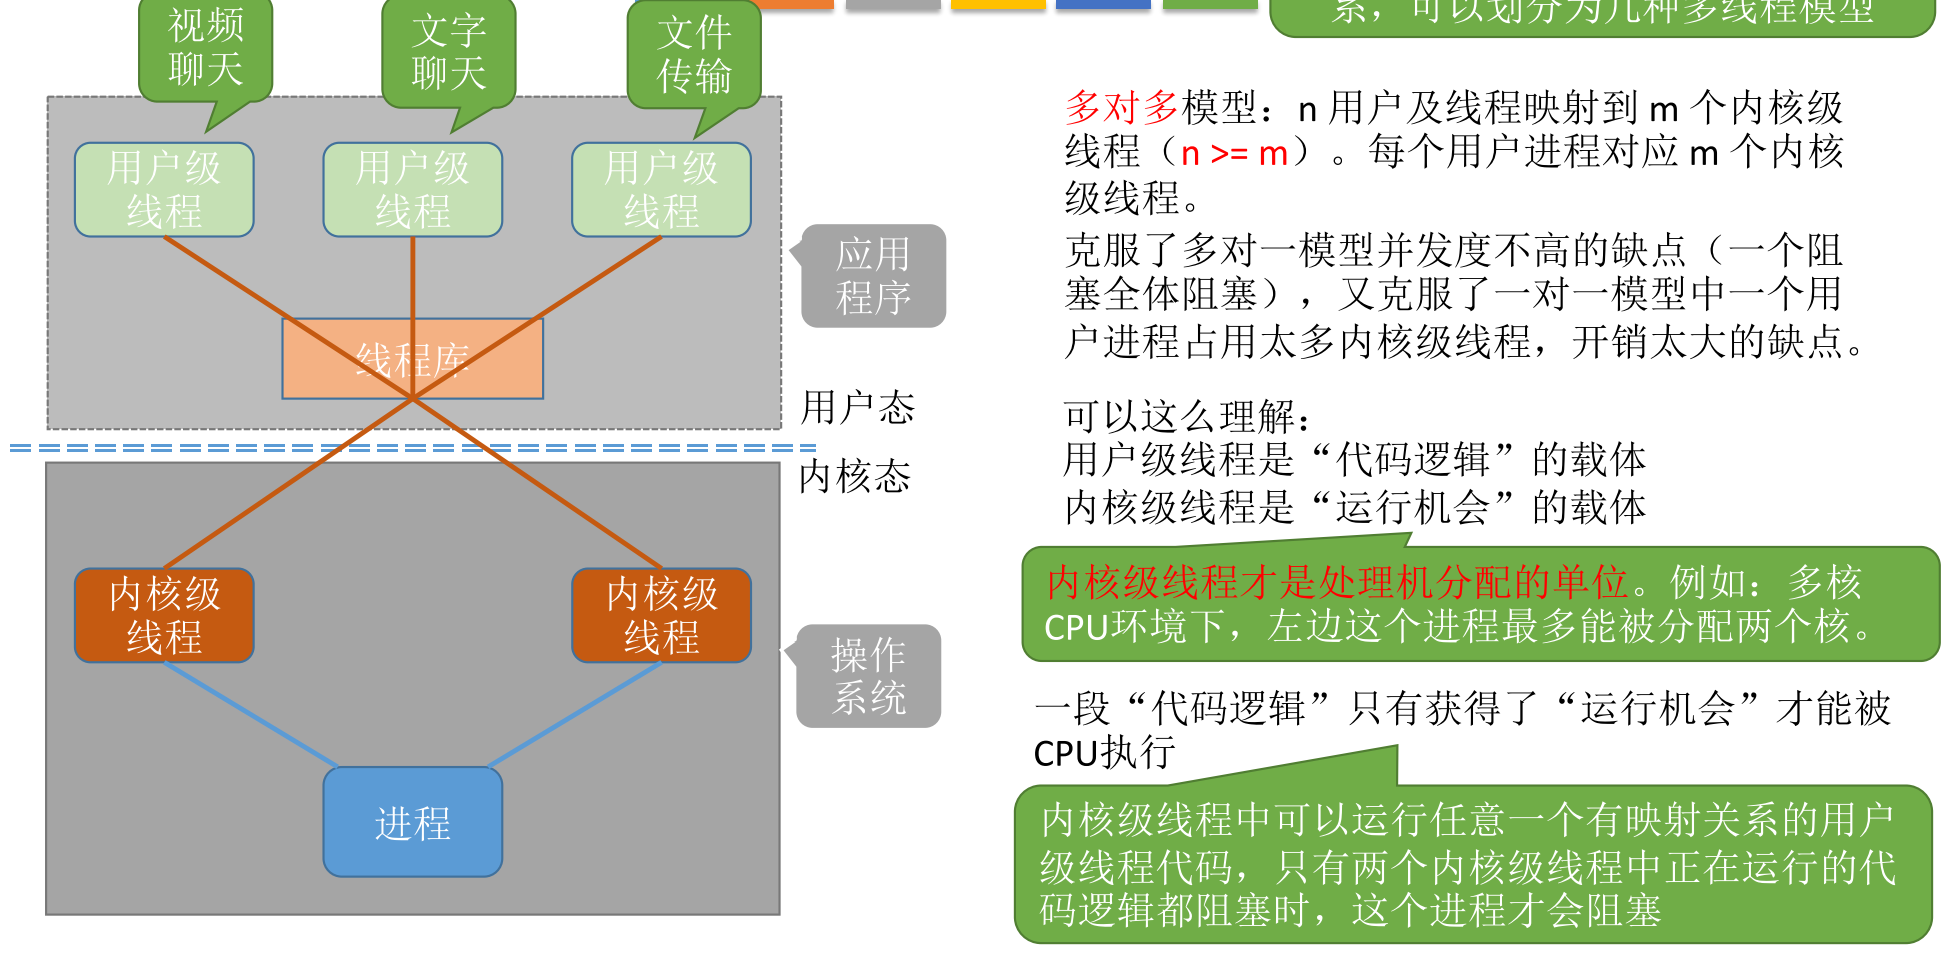 系，可以划分为几种多线程模型
视频
聊天
文字
聊天
文件
传输
用户级
线程
用户级
线程
用户级
线程
应用
程序
线程库
用户态
内核态
内核级
线程
内核级
线程
操作
系统
进程
多对多模型：n 用户及线程映射到 m 个内核级
线程（n >= m）。每个用户进程对应 m 个内核
级线程。
克服了多对一模型并发度不高的缺点（一个阻
塞全体阻塞），又克服了一对一模型中一个用
户进程占用太多内核级线程，开销太大的缺点。
可以这么理解：
用户级线程是“代码逻辑”的载体
内核级线程是“运行机会”的载体
内核级线程才是处理机分配的单位。例如：多核
CPU环境下，左边这个进程最多能被分配两个核。
一段“代码逻辑”只有获得了“运行机会”才能被
CPU执行
内核级线程中可以运行任意一个有映射关系的用户
级线程代码，只有两个内核级线程中正在运行的代
码逻辑都阻塞时，这个进程才会阻塞